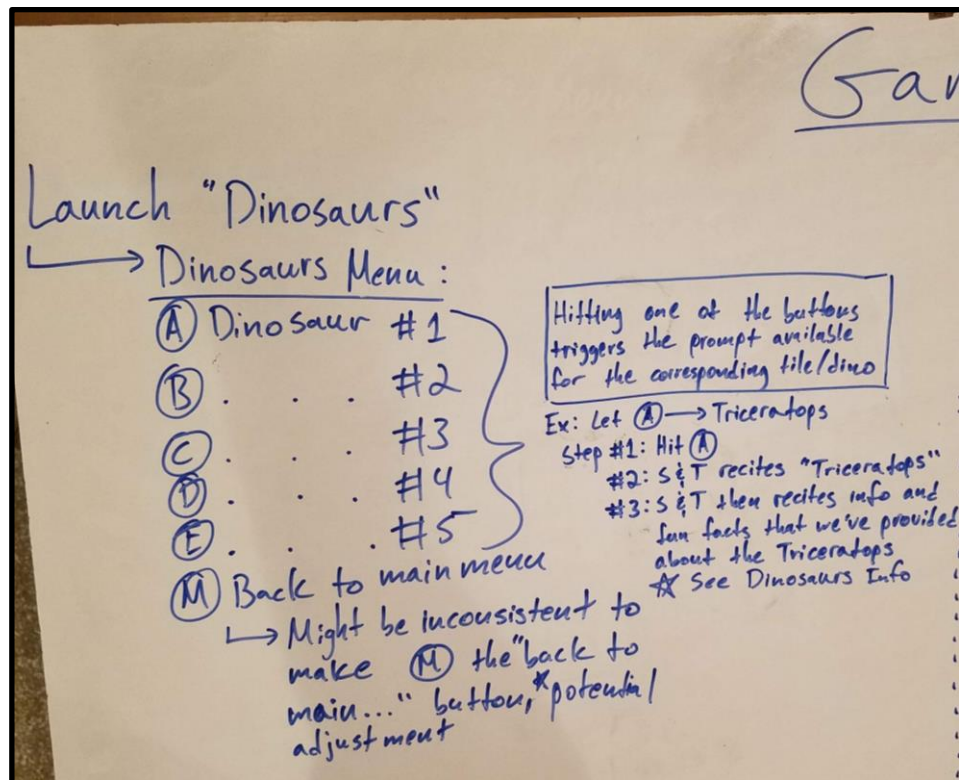 Gar
Launch "Dinosaurs"
→ Dinosaurs Menu:
(A) Dinosaur #1
(B) . . . #2
(C) . . . #3
(D) . . . #4
(E) . . . #5
(M) Back to main menu
↳ Might be inconsistent to
make (M) the "back to
main..." button, *potential
adjustment
Hitting one of the buttons
triggers the prompt available
for the corresponding tile/dino
Ex: Let (A) → Triceratops
Step #1: Hit (A)
#2: S&T recites "Triceratops"
#3: S&T then recites info and
fun facts that we've provided
about the Triceratops
☆ See Dinosaurs Info